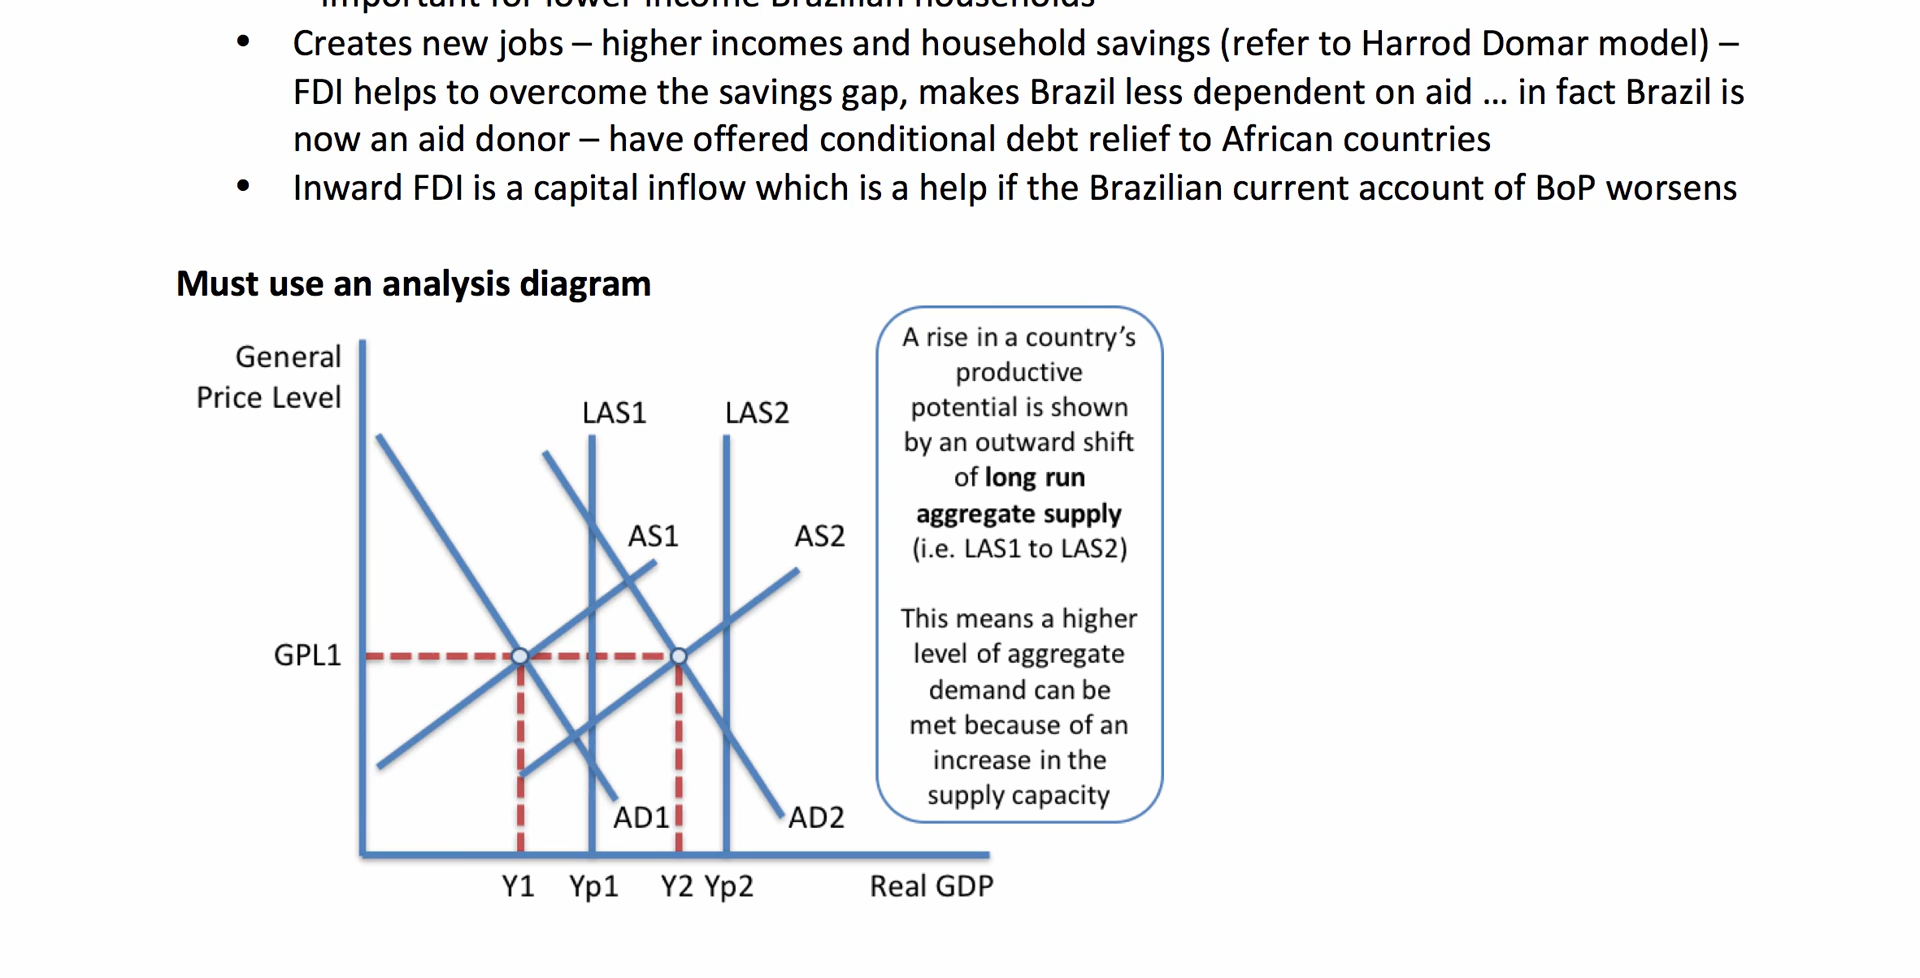 important for lower income Brazilian households
• Creates new jobs – higher incomes and household savings (refer to Harrod Domar model) –
FDI helps to overcome the savings gap, makes Brazil less dependent on aid … in fact Brazil is
now an aid donor – have offered conditional debt relief to African countries
• Inward FDI is a capital inflow which is a help if the Brazilian current account of BoP worsens
Must use an analysis diagram
General
Price Level
LAS1
LAS2
AS1
AS2
GPL1
AD1
AD2
Y1
Yp1
Y2
Yp2
Real GDP
A rise in a country’s
productive
potential is shown
by an outward shift
of long run
aggregate supply
(i.e. LAS1 to LAS2)
This means a higher
level of aggregate
demand can be
met because of an
increase in the
supply capacity